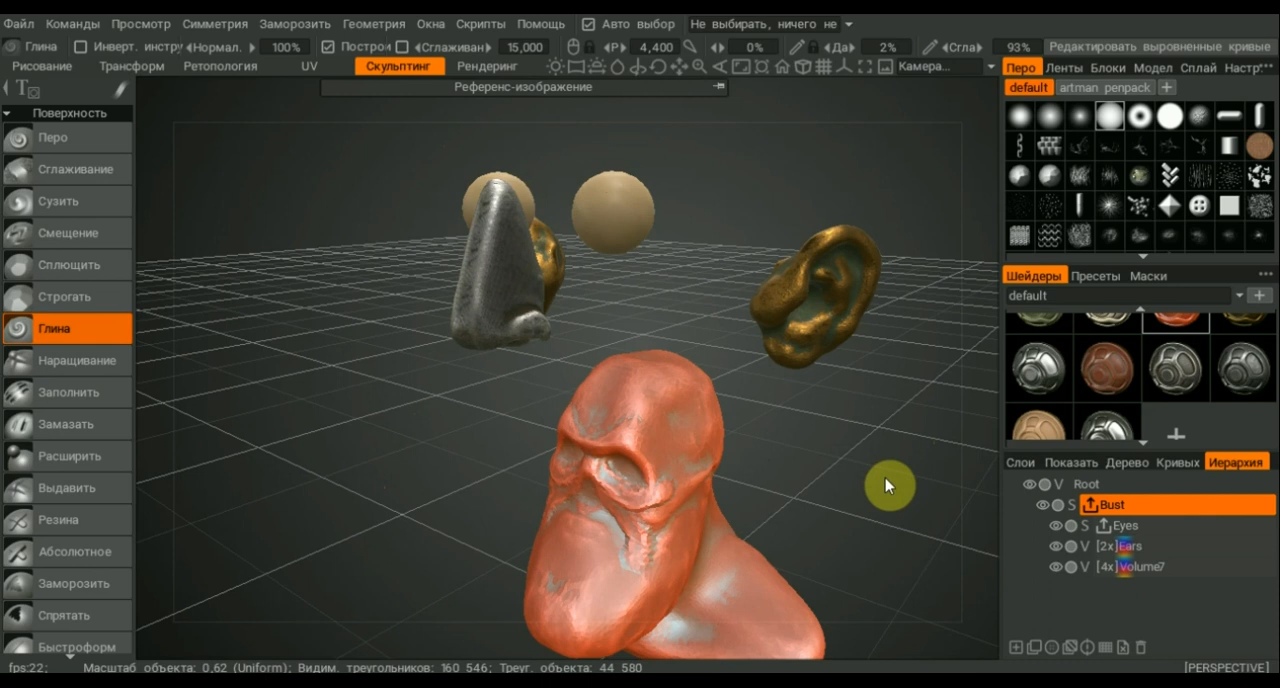 Файл Команды Просмотр Симметрия Заморозить Геометрия Окна Скрипты Помощь Авто выбор Не выбирать, ничего не
Глина Инверт. инстру Нормал. 100% Построи Сглаживан 15,000 P 4,400 0% Да 2% Сгла 93% Редактировать выровненные кривые
Рисование Трансформ Ретопология UV Скульптинг Рендеринг Камера... Перо Ленты Блоки Модел Сплай Настр...
Референс-изображение
default artman penpack +
Поверхность
Перо
Сглаживание
Сузить
Смещение
Сплющить
Строгать
Глина
Наращивание
Заполнить
Замазать
Расширить
Выдавить
Резина
Абсолютное
Заморозить
Спрятать
Быстроформ
Шейдеры Пресеты Маски
default
Слои Показать Дерево Кривых Иерархия
V Root
S Bust
S Eyes
V [2x]Ears
V [4x]Volume7
fps:22; Масштаб объекта: 0,62 (Uniform); Видим. треугольников: 160 546; Треуг. объекта: 44 580 [PERSPECTIVE]